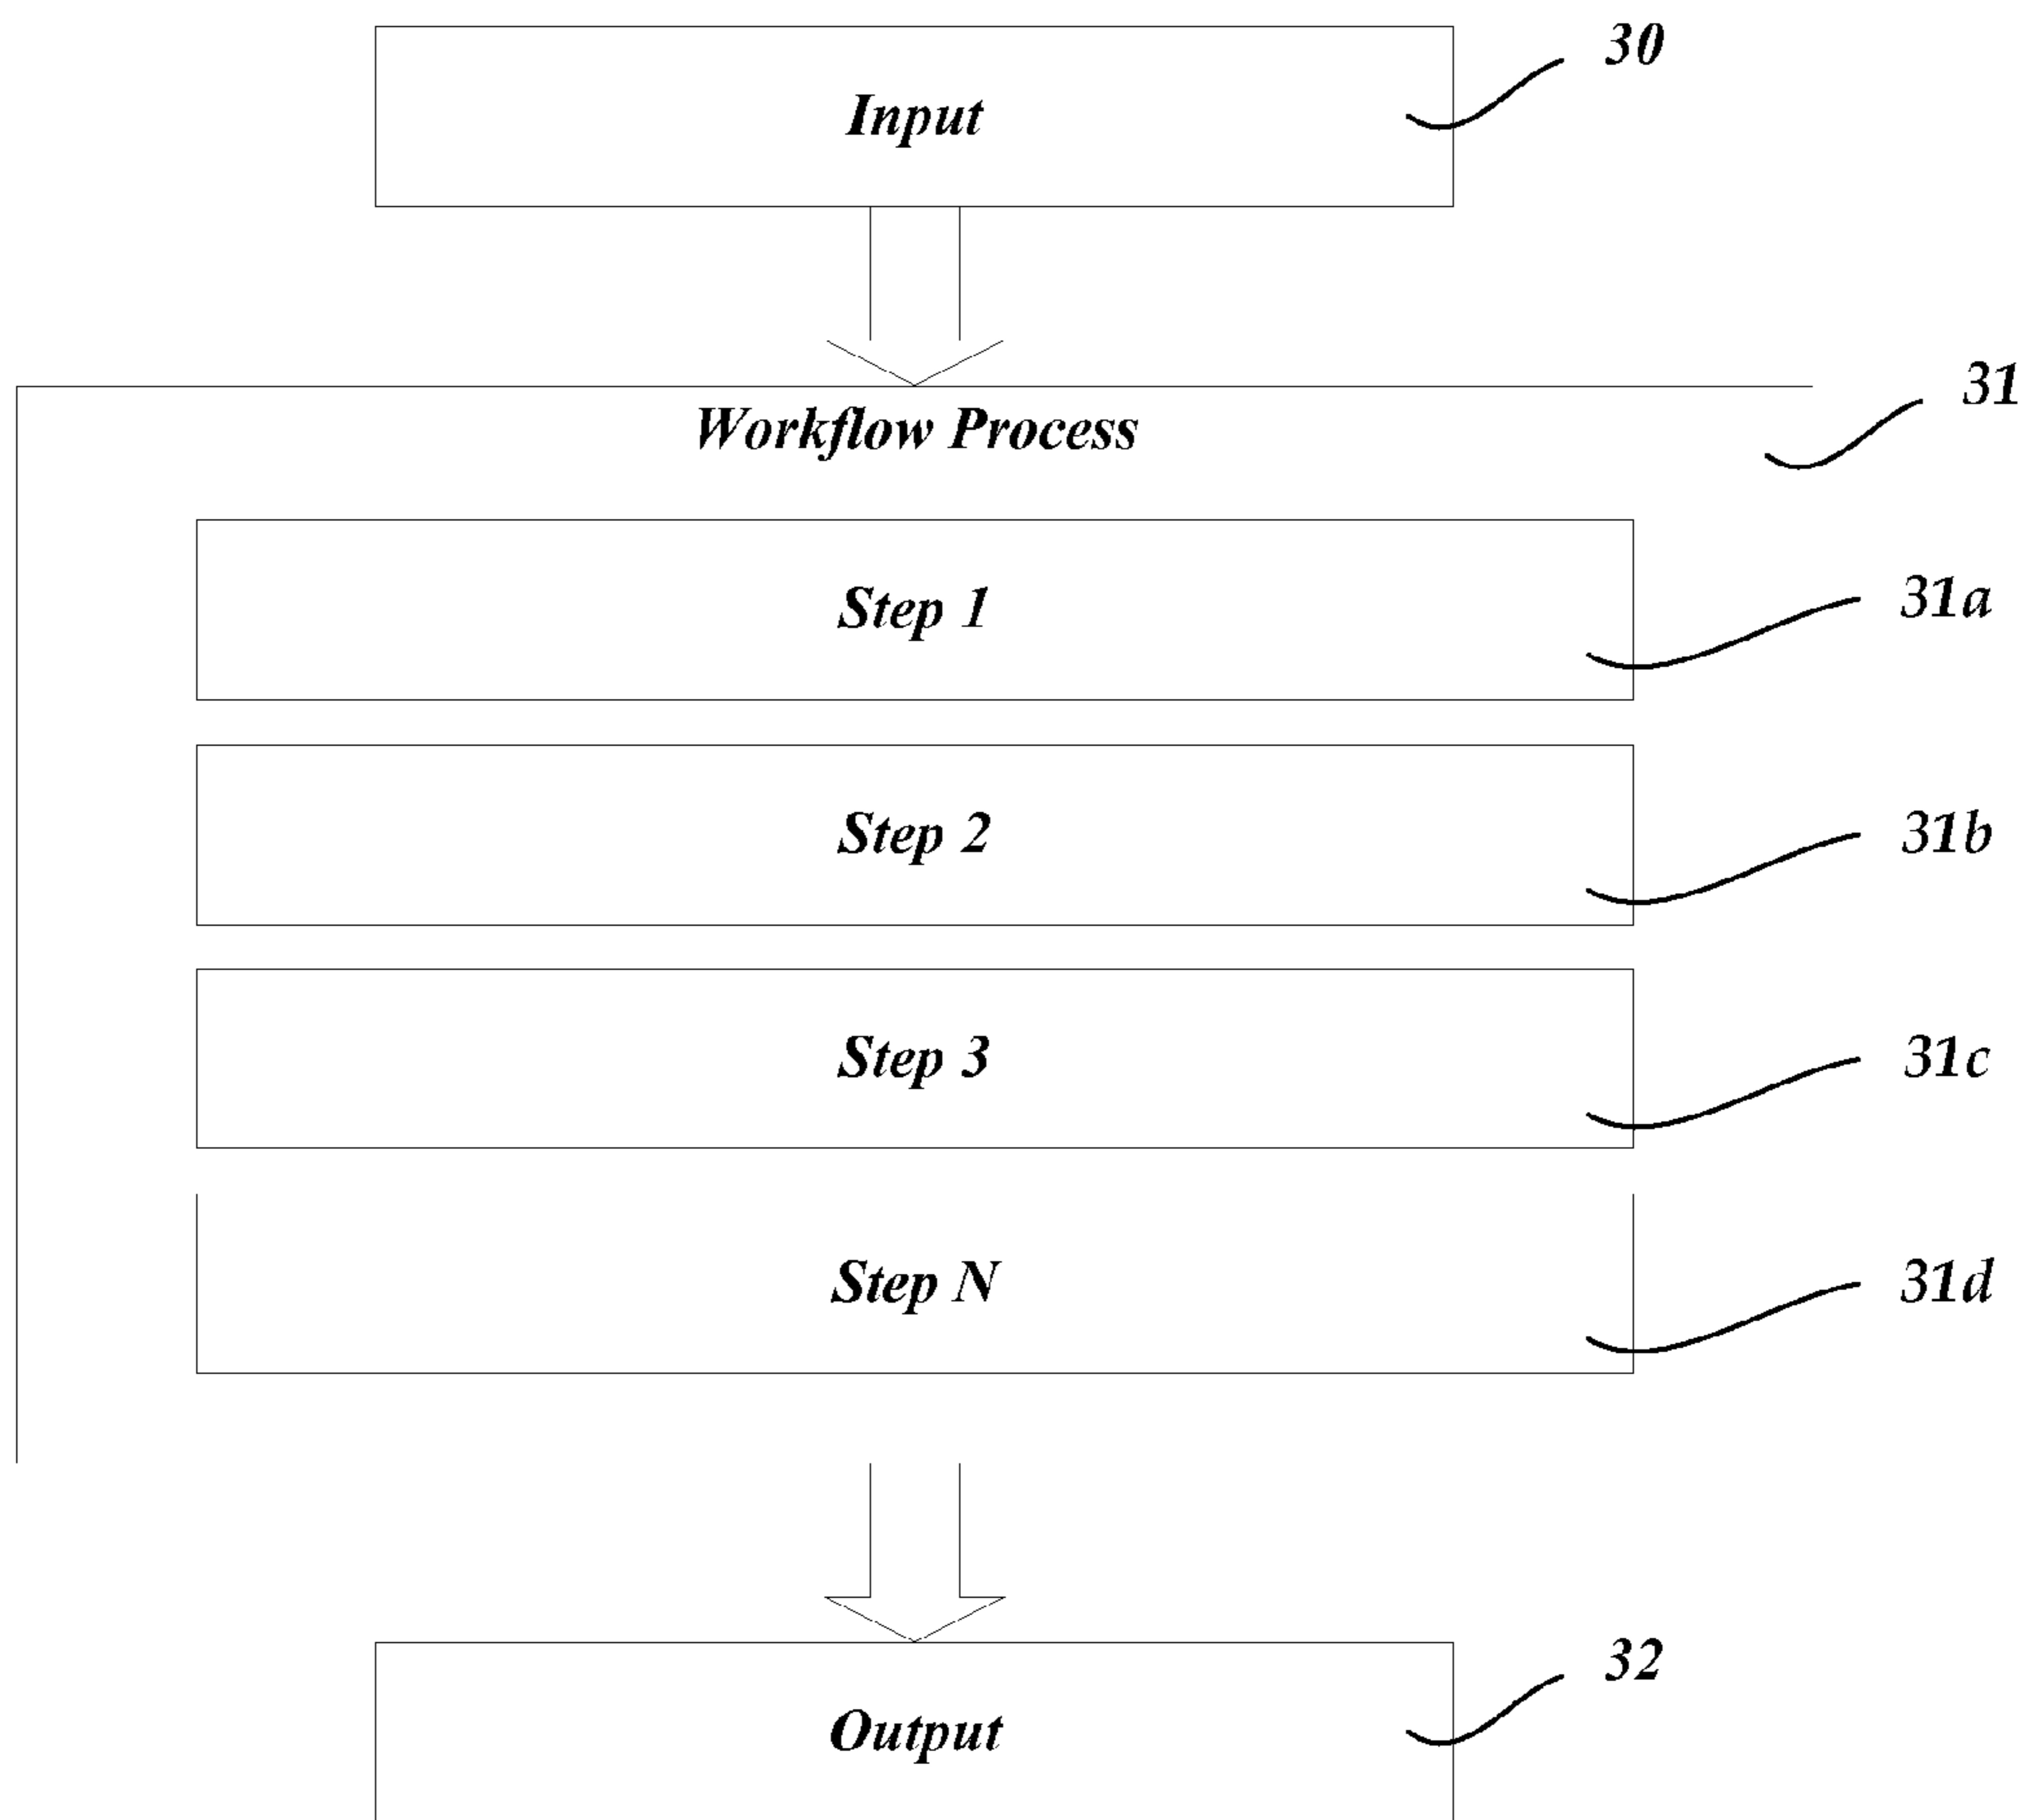 Input
30
Workflow Process
31
Step 1
31a
Step 2
31b
Step 3
31c
Step N
31d
Output
32